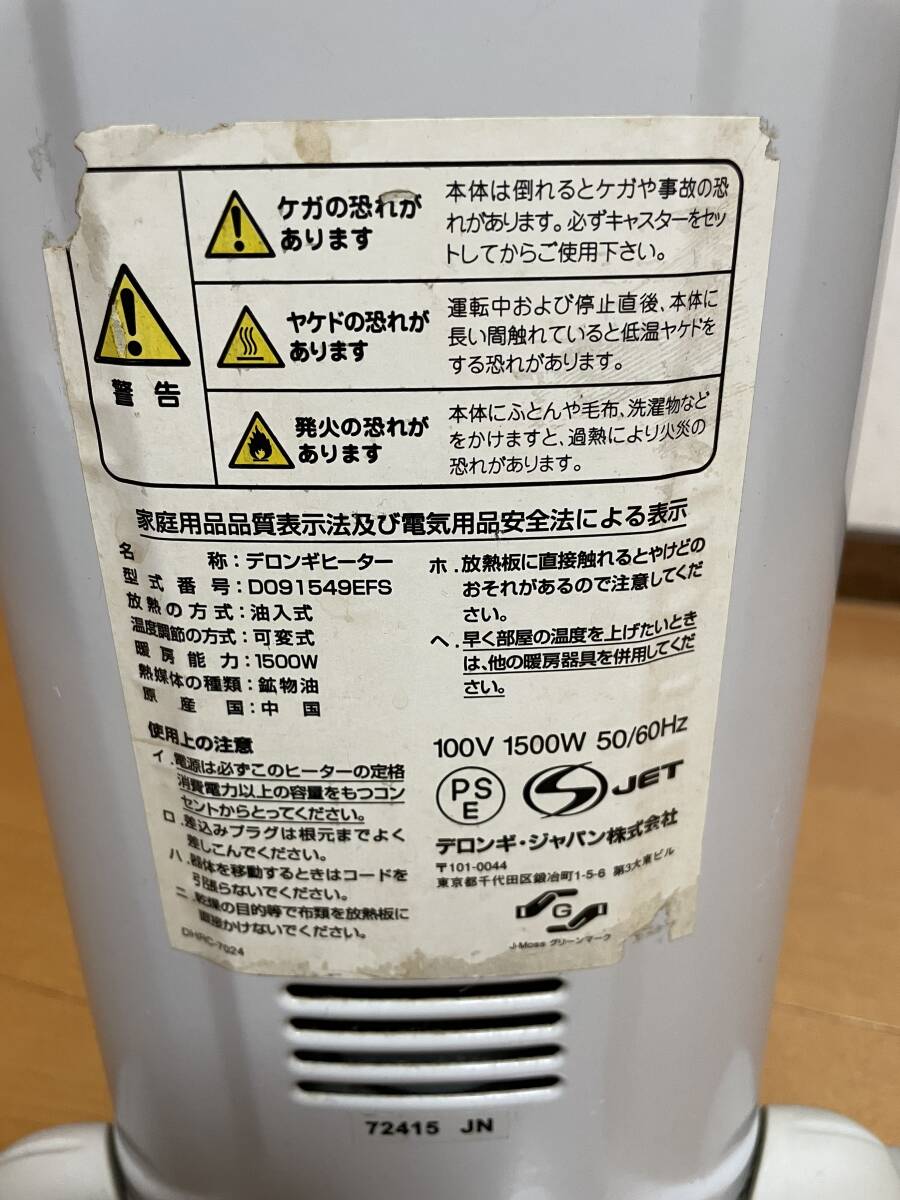 警告
ケガの恐れが
あります
本体は倒れるとケガや事故の恐
れがあります。必ずキャスターをセッ
トしてからご使用下さい。
ヤケドの恐れが
あります
運転中および停止直後、本体に
長い間触れていると低温ヤケドを
する恐れがあります。
発火の恐れが
あります
本体にふとんや毛布、洗濯物など
をかけますと、過熱により火災の
恐れがあります。
家庭用品品質表示法及び電気用品安全法による表示
名称:デロンギヒーター
型式番号:D091549EFS
放熱の方式:油入式
温度調節の方式:可変式
暖房能力:1500W
熱媒体の種類:鉱物油
原産国:中国
使用上の注意
イ.電源は必ずこのヒーターの定格
消費電力以上の容量をもつコン
セントからとってください。
ロ.差込みプラグは根元までよく
差しこんでください。
ハ.器体を移動するときはコードを
引張らないでください。
ニ.乾燥の目的等で布類を放熱板に
直接かけないでください。
DHRC-7024
ホ.放熱板に直接触れるとやけどの
おそれがあるので注意してくだ
さい。
ヘ.早く部屋の温度を上げたいとき
は、他の暖房器具を併用してくだ
さい。
100V 1500W 50/60Hz
PS
E
JET
デロンギ・ジャパン株式会社
〒101-0044
東京都千代田区鍛冶町1-5-6 第3大東ビル
G
J-Moss グリーンマーク
72415 JN